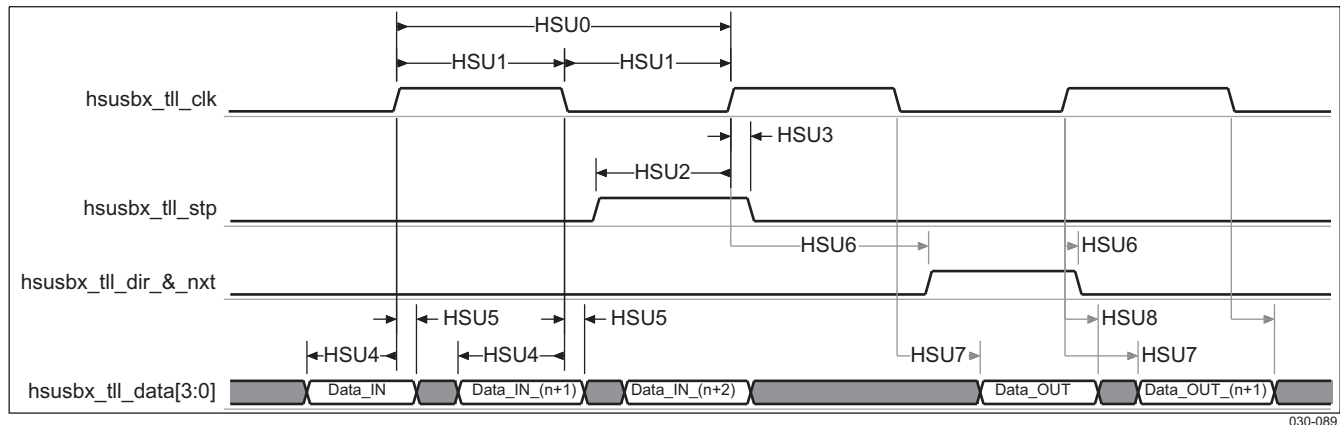 HSU0
HSU1 HSU1
hsusbx_tll_clk
HSU3
HSU2
hsusbx_tll_stp
HSU6 HSU6
hsusbx_tll_dir_&_nxt
HSU5 HSU5 HSU8
HSU4 HSU4 HSU7 HSU7
hsusbx_tll_data[3:0] Data_IN Data_IN_(n+1) Data_IN_(n+2) Data_OUT Data_OUT_(n+1)
030-089